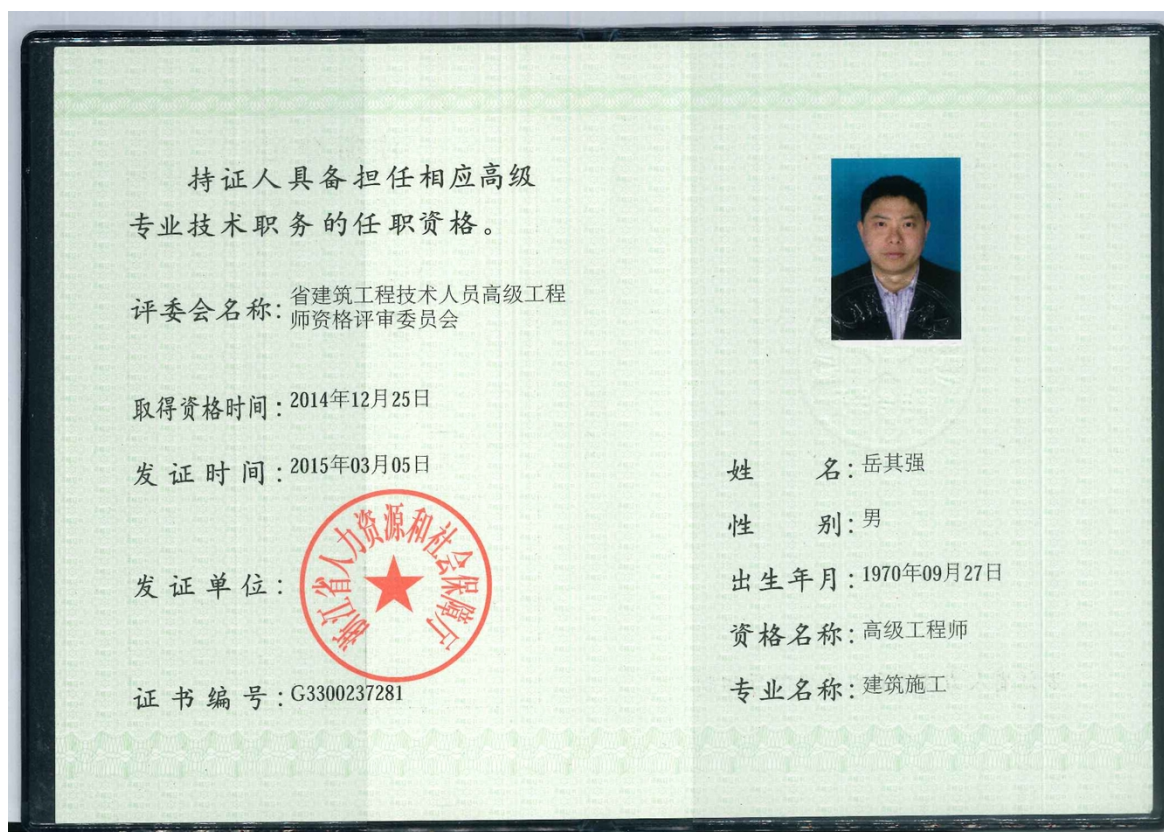 持证人具备担任相应高级
专业技术职务的任职资格。
评委会名称：省建筑工程技术人员高级工程
师资格评审委员会
取得资格时间：2014年12月25日
发证时间：2015年03月05日
发证单位：
浙江省人力资源和社会保障厅
证书编号：G3300237281
姓名：岳其强
性别：男
出生年月：1970年09月27日
资格名称：高级工程师
专业名称：建筑施工